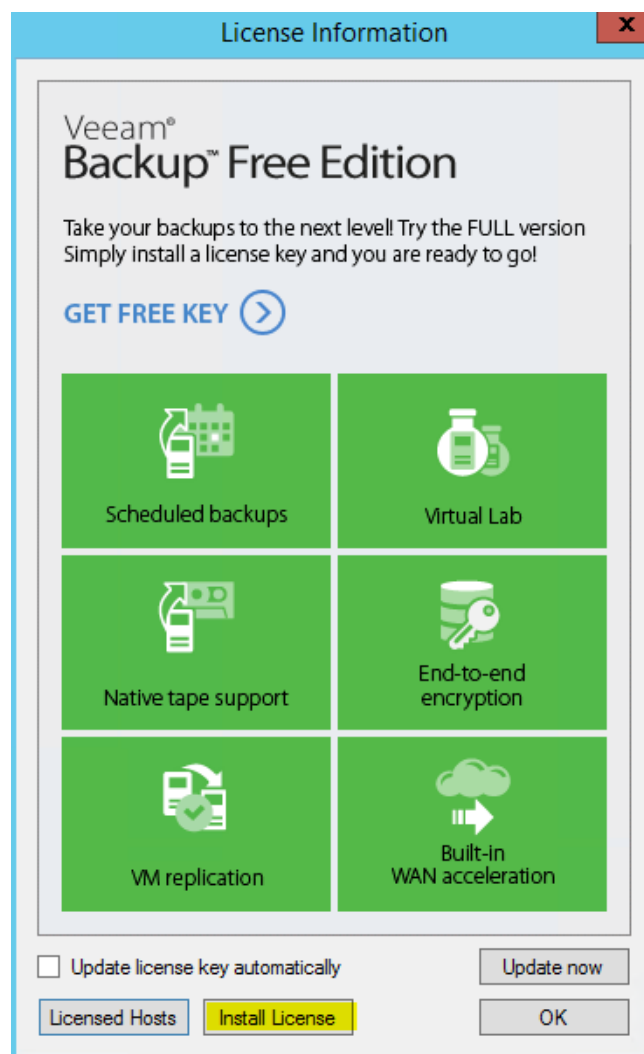 License Information
X
Veeam®
Backup™ Free Edition
Take your backups to the next level! Try the FULL version
Simply install a license key and you are ready to go!
GET FREE KEY
Scheduled backups
Virtual Lab
Native tape support
End-to-end
encryption
VM replication
Built-in
WAN acceleration
Update license key automatically
Update now
Licensed Hosts
Install License
OK